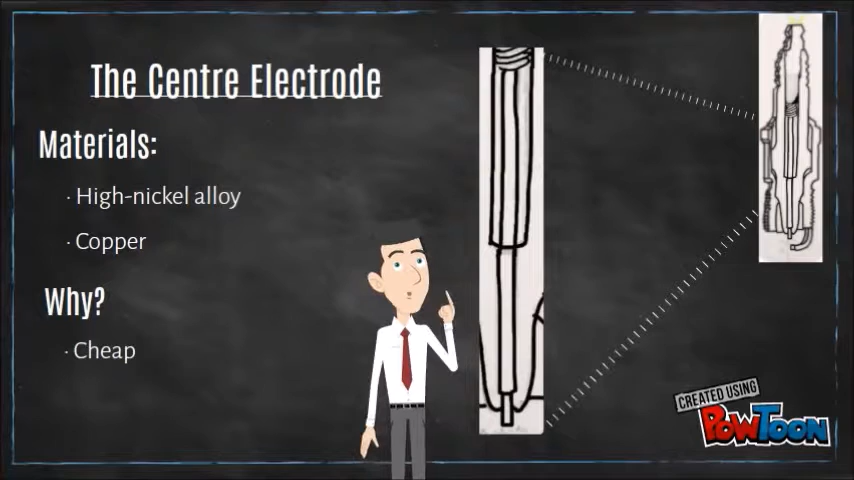 The Centre Electrode
Materials:
· High-nickel alloy
· Copper
Why?
· Cheap
CREATED USING
POWTOON